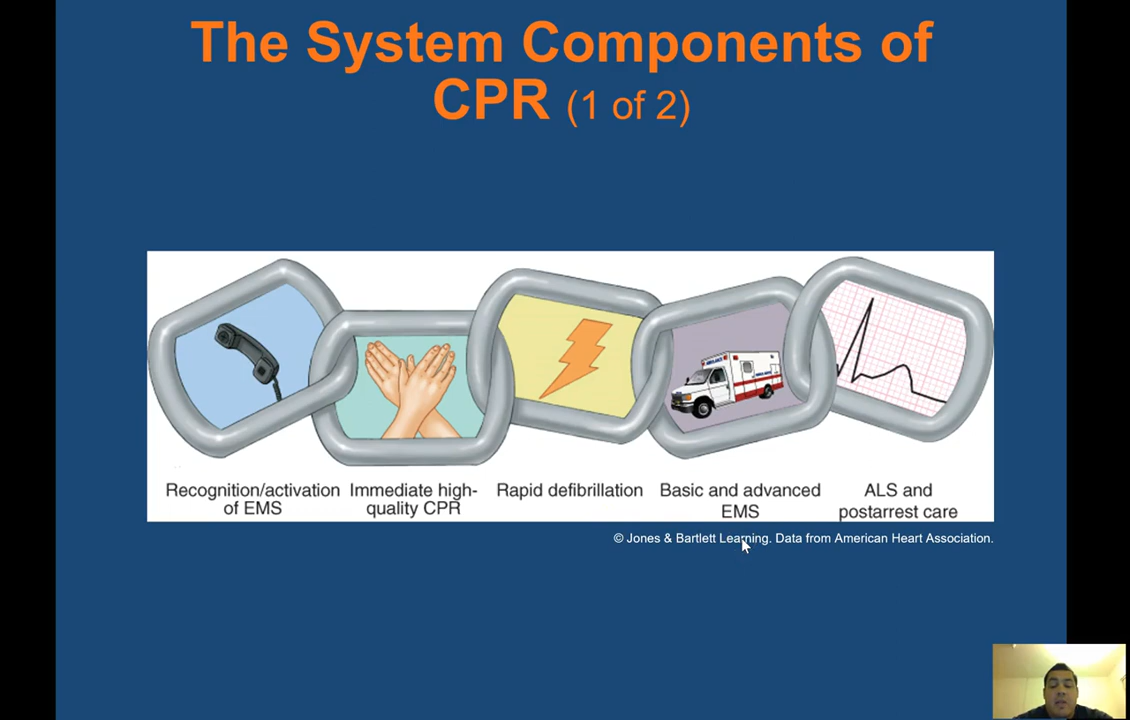 The System Components of
CPR (1 of 2)
Recognition/activation
of EMS
Immediate high-
quality CPR
Rapid defibrillation
Basic and advanced
EMS
ALS and
postarrest care
© Jones & Bartlett Learning. Data from American Heart Association.